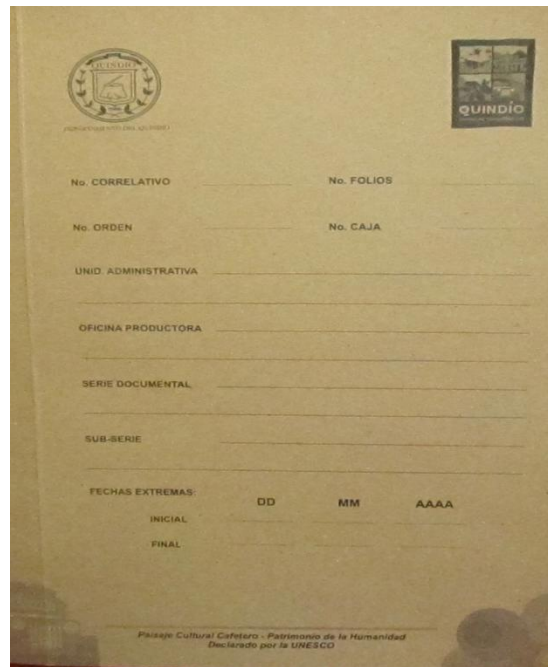 QUINDIO
QUINDÍO
No. CORRELATIVO No. FOLIOS
No. ORDEN No. CAJA
UNID. ADMINISTRATIVA
OFICINA PRODUCTORA
SERIE DOCUMENTAL
SUB-SERIE
FECHAS EXTREMAS: DD MM AAAA
INICIAL
FINAL
Paisaje Cultural Cafetero - Patrimonio de la Humanidad
Declarado por la UNESCO